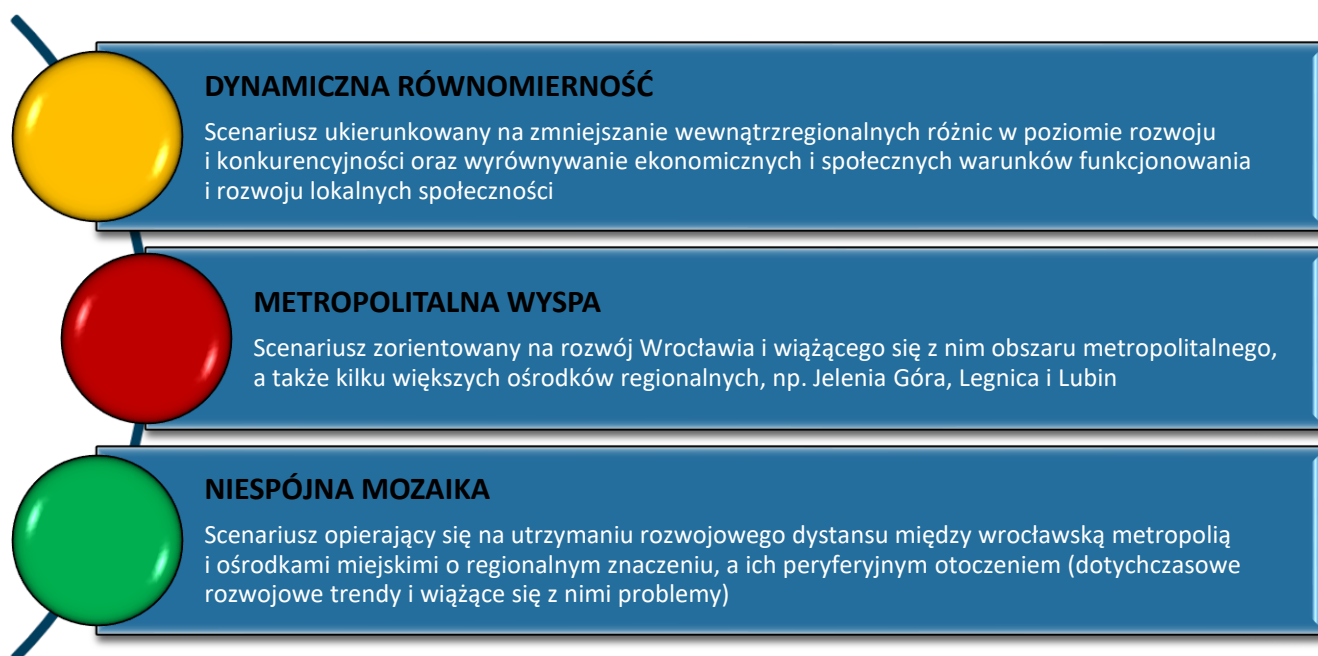 DYNAMICZNA RÓWNOMIERNOŚĆ
Scenariusz ukierunkowany na zmniejszanie wewnątrzregionalnych różnic w poziomie rozwoju
i konkurencyjności oraz wyrównywanie ekonomicznych i społecznych warunków funkcjonowania
i rozwoju lokalnych społeczności
METROPOLITALNA WYSPA
Scenariusz zorientowany na rozwój Wrocławia i wiążącego się z nim obszaru metropolitalnego,
a także kilku większych ośrodków regionalnych, np. Jelenia Góra, Legnica i Lubin
NIESPÓJNA MOZAIKA
Scenariusz opierający się na utrzymaniu rozwojowego dystansu między wrocławską metropolią
i ośrodkami miejskimi o regionalnym znaczeniu, a ich peryferyjnym otoczeniem (dotychczasowe
rozwojowe trendy i wiążące się z nimi problemy)